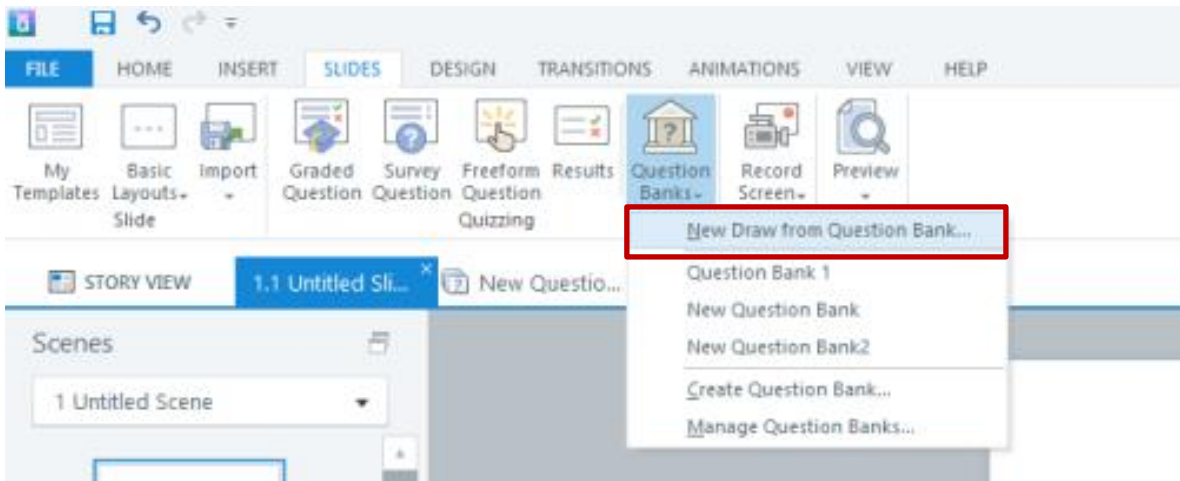 FILE HOME INSERT SLIDES DESIGN TRANSITIONS ANIMATIONS VIEW HELP
My Templates
Basic Layouts
Import
Graded Question
Survey Question
Freeform Question
Results
Question Banks
Record Screen
Preview
Slide
Quizzing
New Draw from Question Bank...
Question Bank 1
New Question Bank
New Question Bank2
Create Question Bank...
Manage Question Banks...
STORY VIEW
1.1 Untitled Sli...
New Questio...
Scenes
1 Untitled Scene